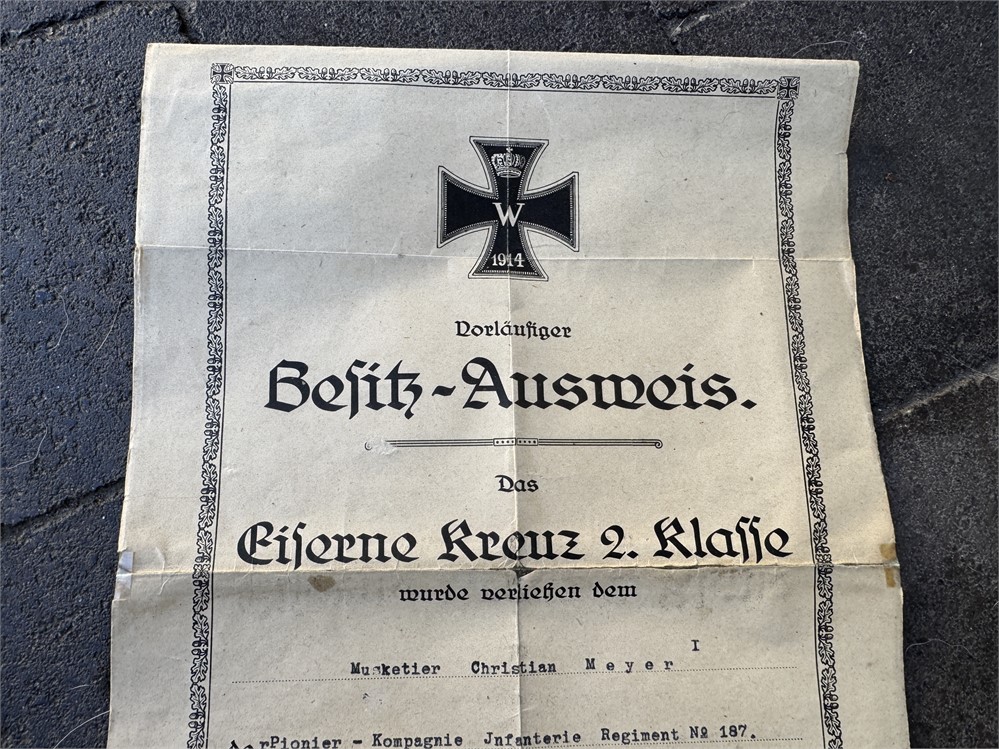 W
1914
Vorläufiger
Besitz-Ausweis.
Das
Eiserne Kreuz 2. Klasse
wurde verliehen dem
I
Musketier Christian Meyer
der Pionier - Kompagnie Jnfanterie Regiment № 187.